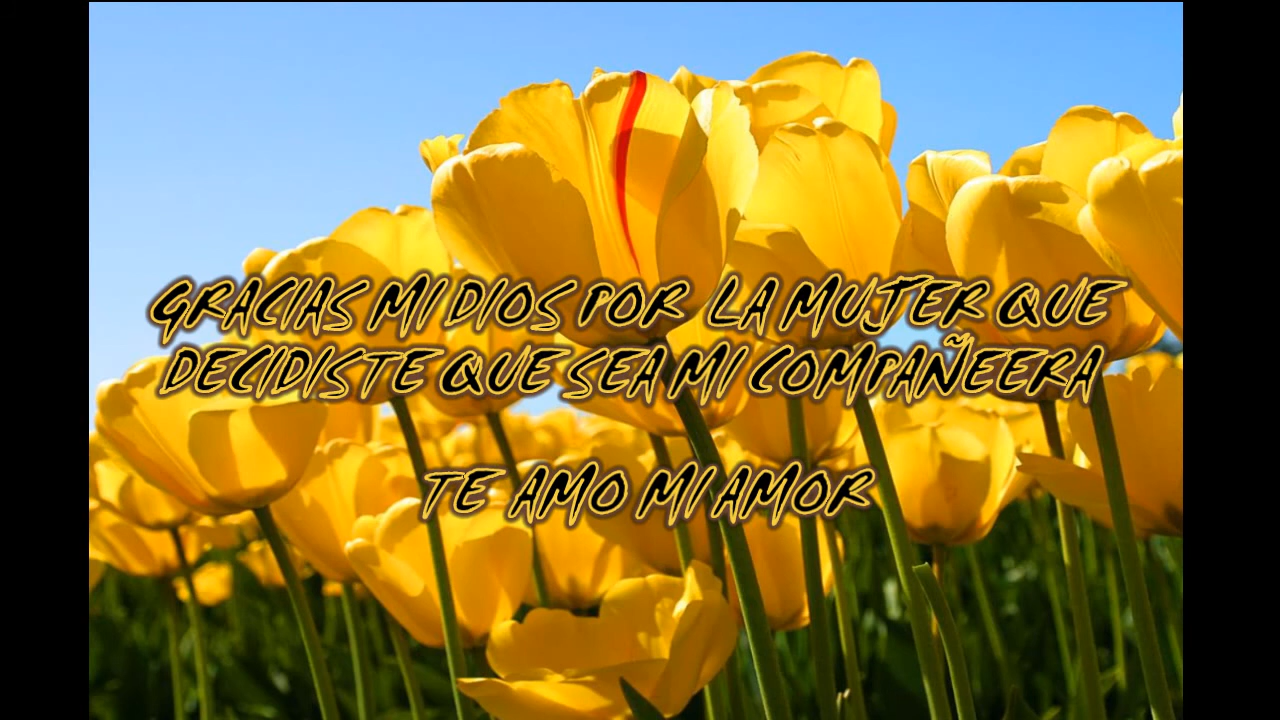 GRACIAS MI DIOS POR LA MUJER QUE
DECIDISTE QUE SEA MI COMPAÑEERA
TE AMO MI AMOR